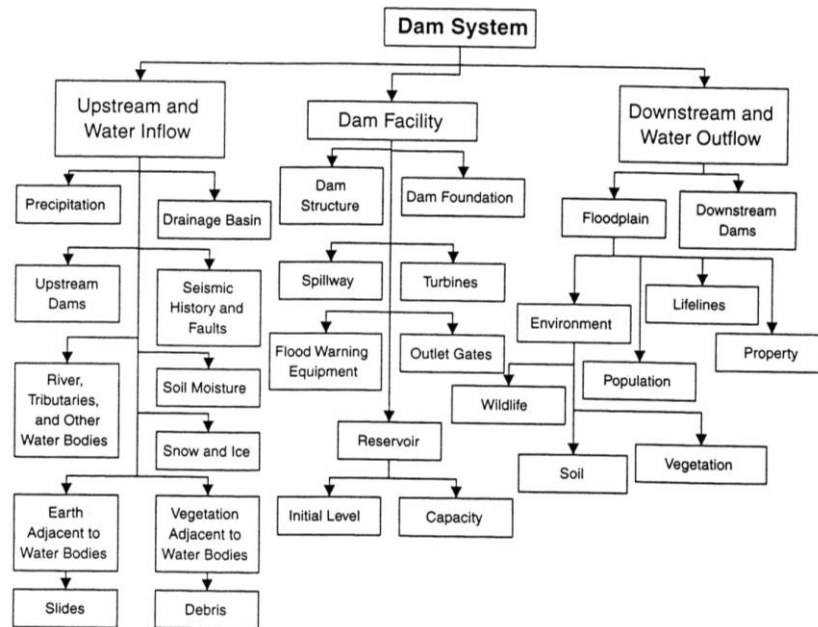 Dam System
Upstream and
Water Inflow
Dam Facility
Downstream and
Water Outflow
Precipitation
Drainage Basin
Dam
Structure
Dam Foundation
Floodplain
Downstream
Dams
Upstream
Dams
Seismic
History and
Faults
Spillway
Turbines
Environment
Lifelines
Property
River,
Tributaries,
and Other
Water Bodies
Soil Moisture
Flood Warning
Equipment
Outlet Gates
Population
Wildlife
Snow and Ice
Reservoir
Soil
Vegetation
Earth
Adjacent to
Water Bodies
Vegetation
Adjacent to
Water Bodies
Initial Level
Capacity
Slides
Debris